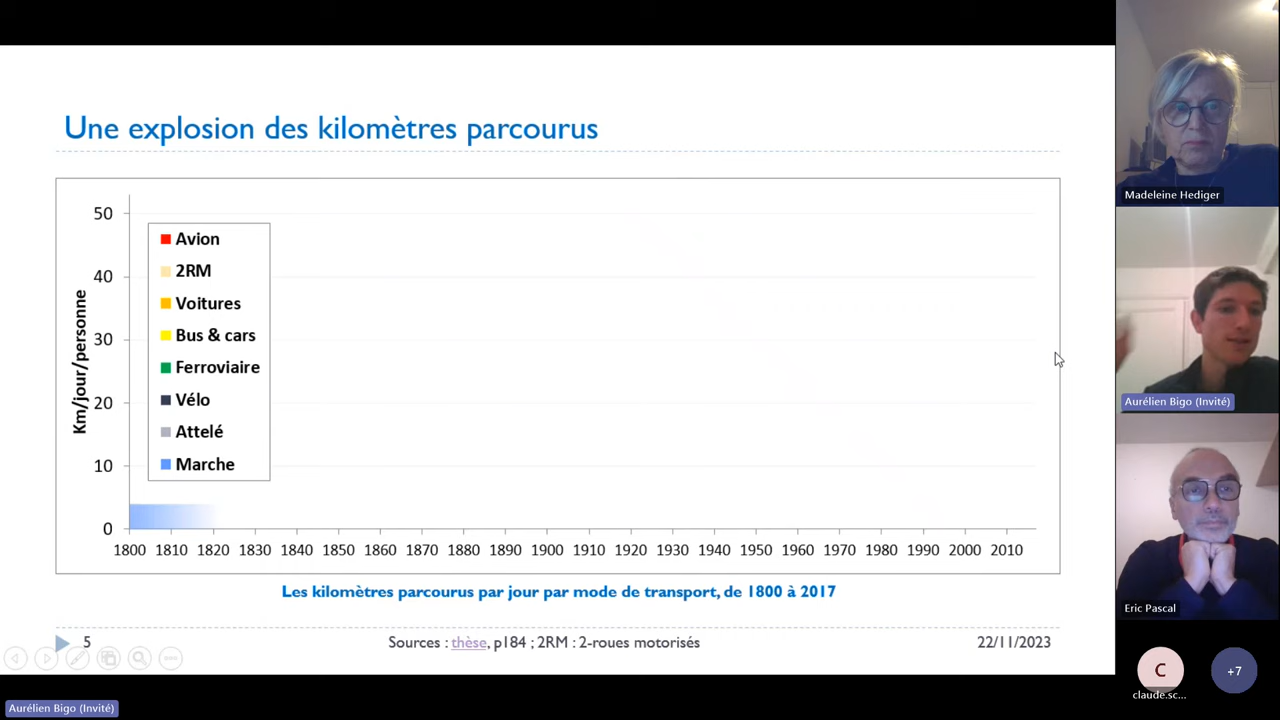 Une explosion des kilomètres parcourus
Km/jour/personne
50
40
30
20
10
0
Avion
2RM
Voitures
Bus & cars
Ferroviaire
Vélo
Attelé
Marche
1800 1810 1820 1830 1840 1850 1860 1870 1880 1890 1900 1910 1920 1930 1940 1950 1960 1970 1980 1990 2000 2010
Les kilomètres parcourus par jour par mode de transport, de 1800 à 2017
5
Sources : thèse, p184 ; 2RM : 2-roues motorisés
22/11/2023
Aurélien Bigo (Invité)
Madeleine Hediger
Aurélien Bigo (Invité)
Eric Pascal
C
claude.sc...
+7